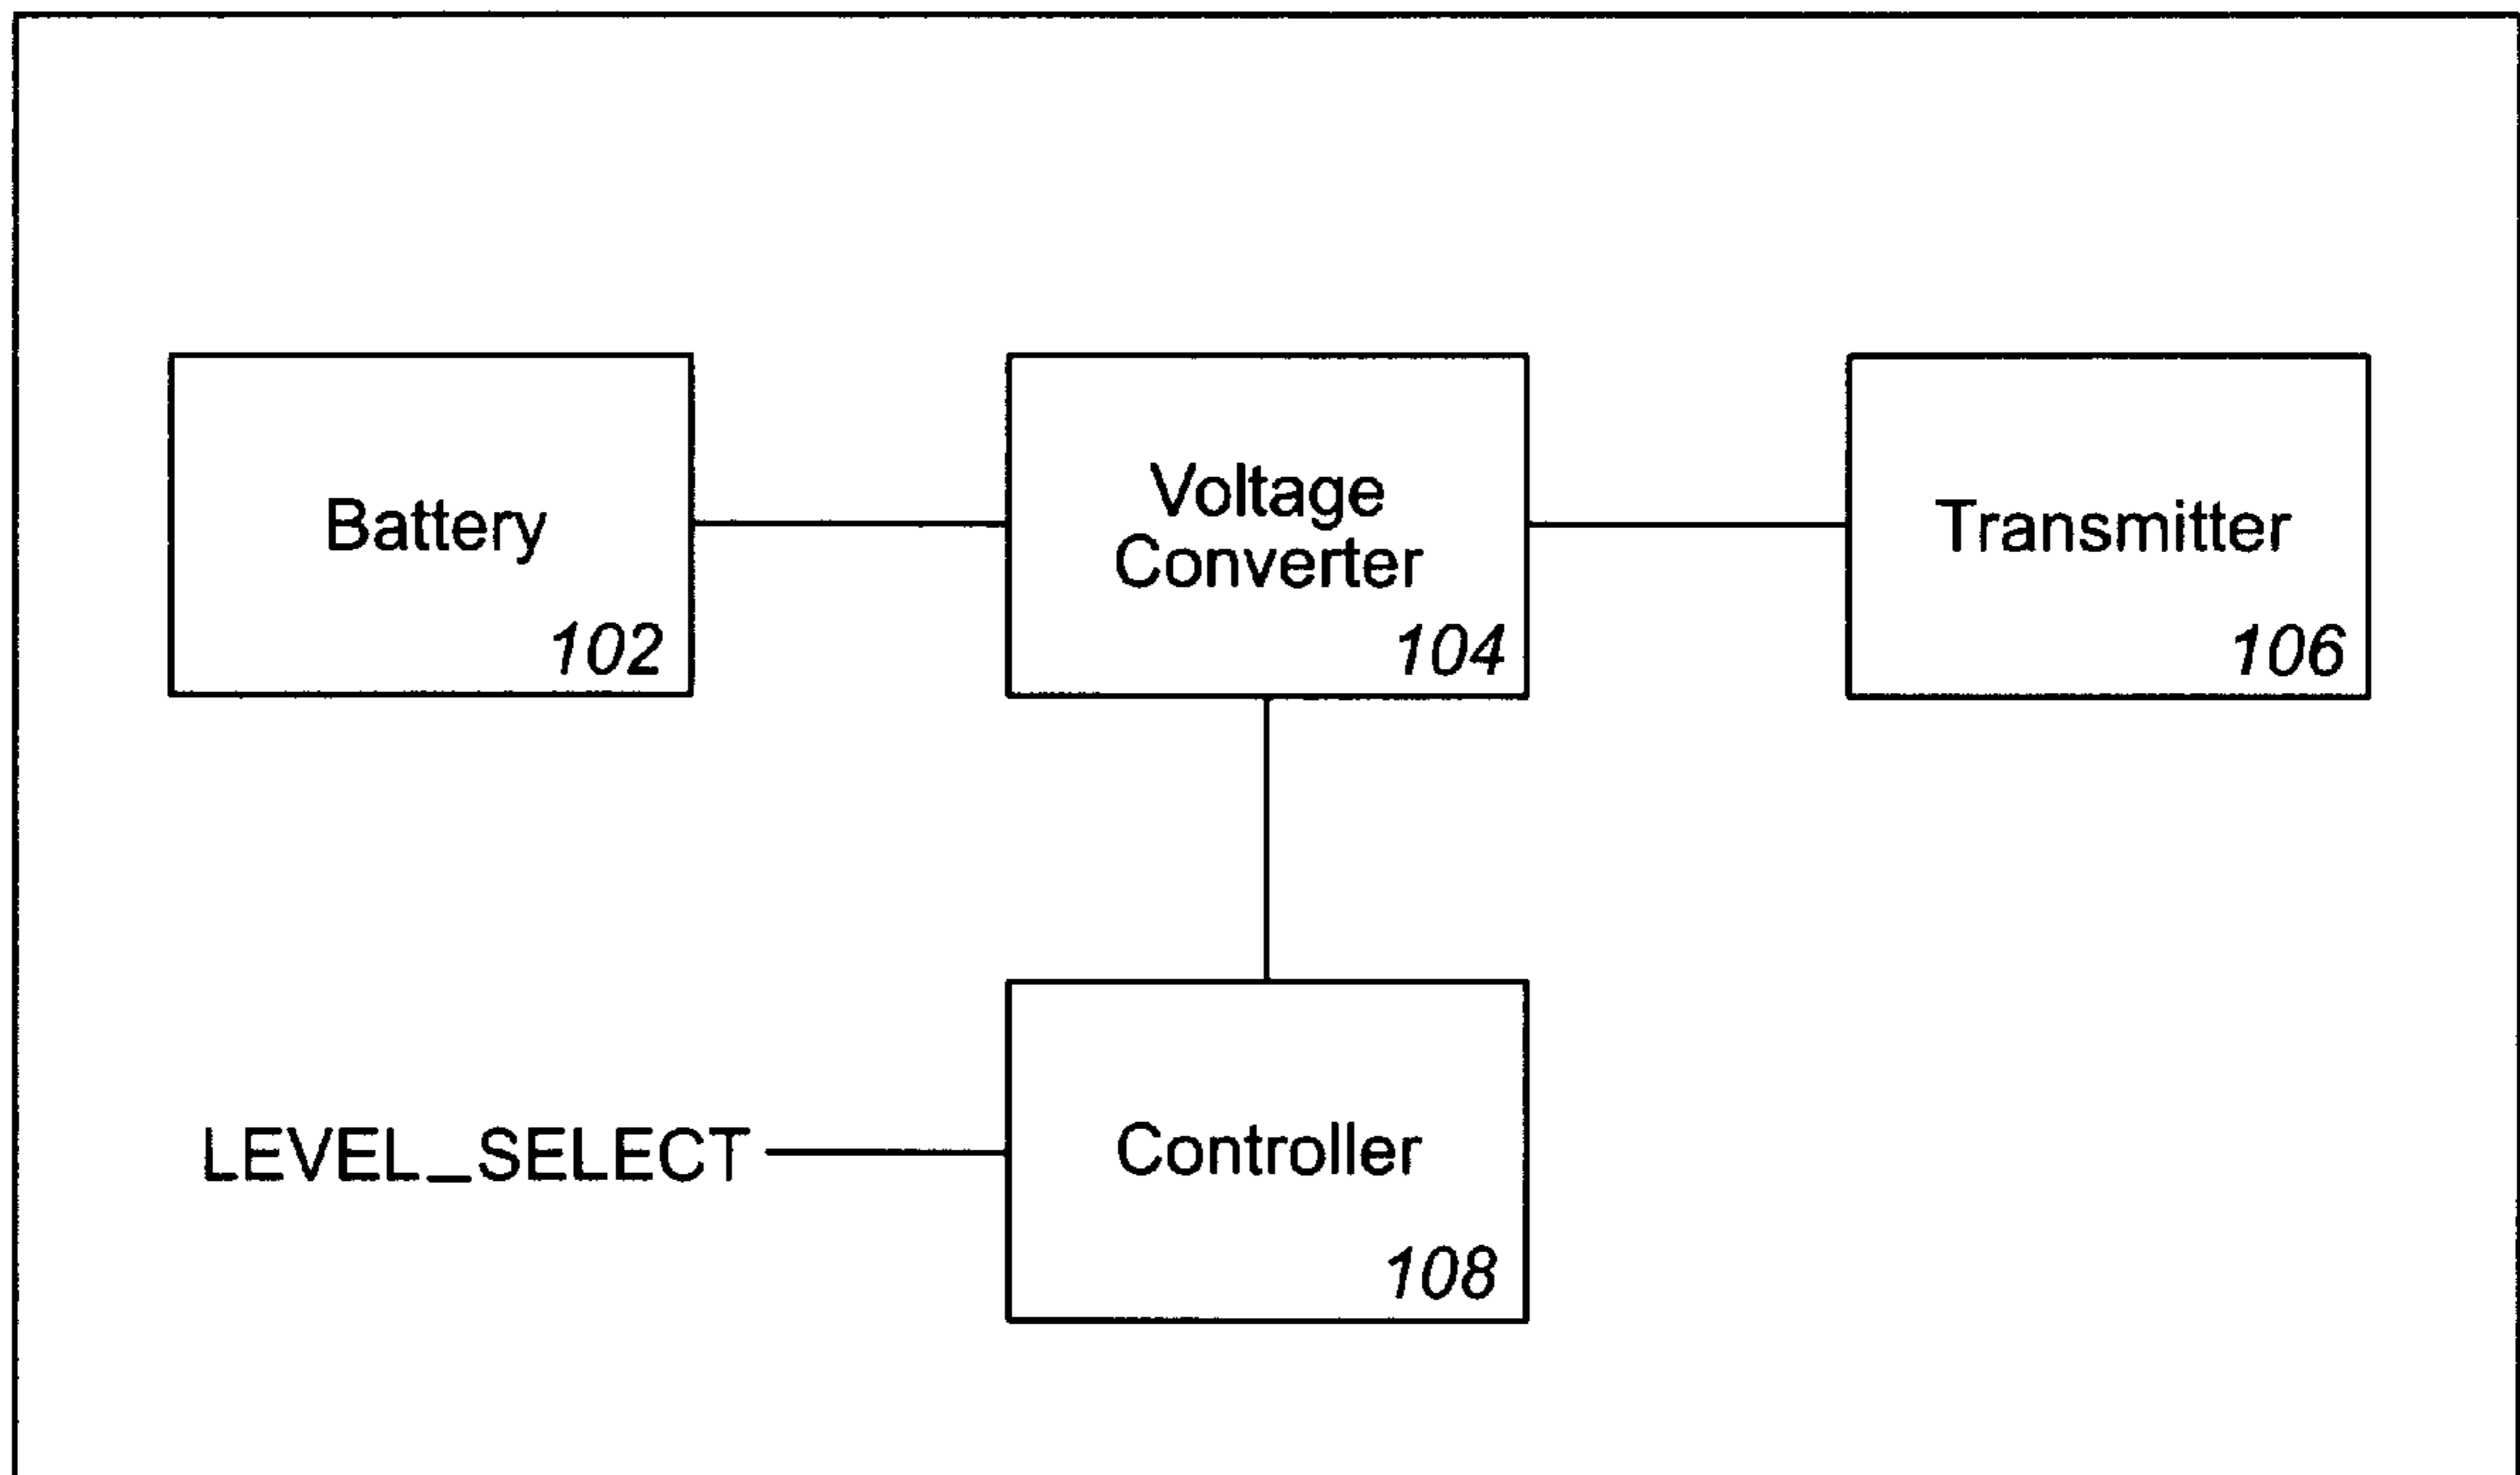 Battery
102
Voltage
Converter
104
Transmitter
106
LEVEL_SELECT
Controller
108